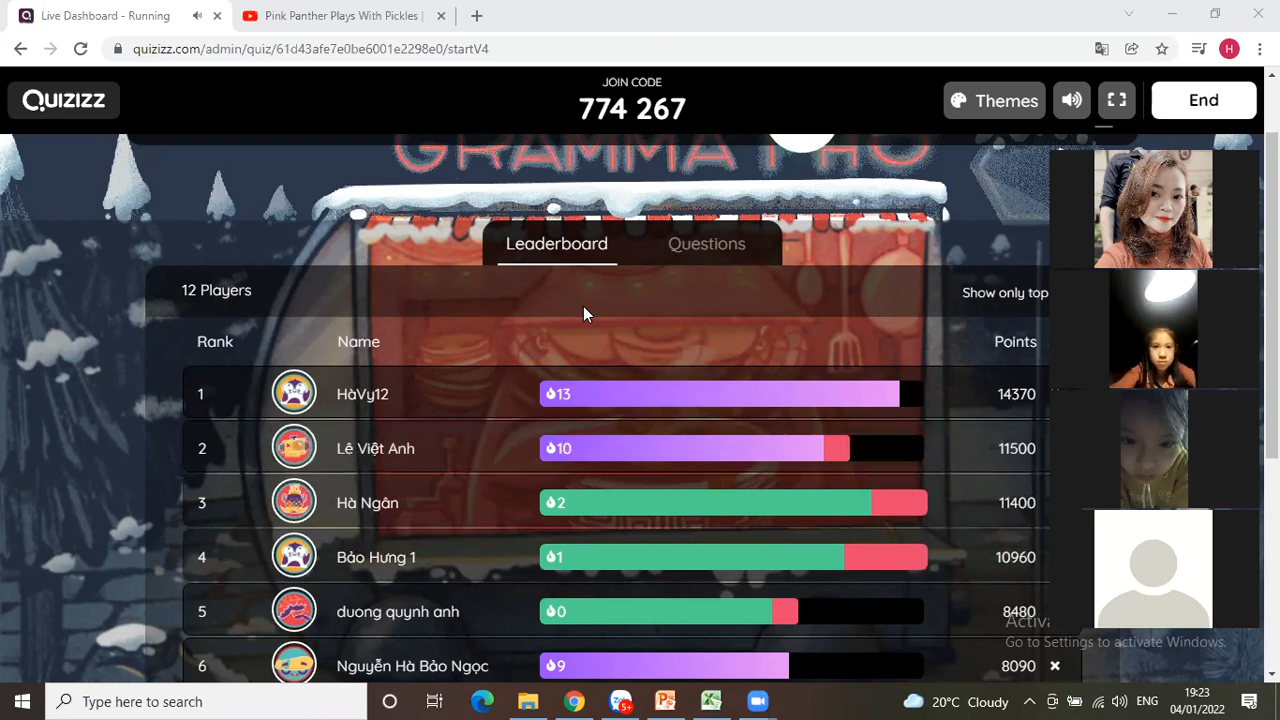 Live Dashboard - Running
Pink Panther Plays With Pickles |
quizizz.com/admin/quiz/61d43afe7e0be6001e2298e0/startV4
H
QUIZIZZ
JOIN CODE
774 267
Themes
End
GRAMMA PHO
Leaderboard
Questions
12 Players
Show only top
Rank
Name
Points
1 HàVy12 13 14370
2 Lê Việt Anh 10 11500
3 Hà Ngân 2 11400
4 Bảo Hưng 1 1 10960
5 duong quynh anh 0 8480
6 Nguyễn Hà Bảo Ngọc 9 8090
Activa
Go to Settings to activate Windows.
Type here to search
5+
20°C Cloudy
ENG
19:23
04/01/2022